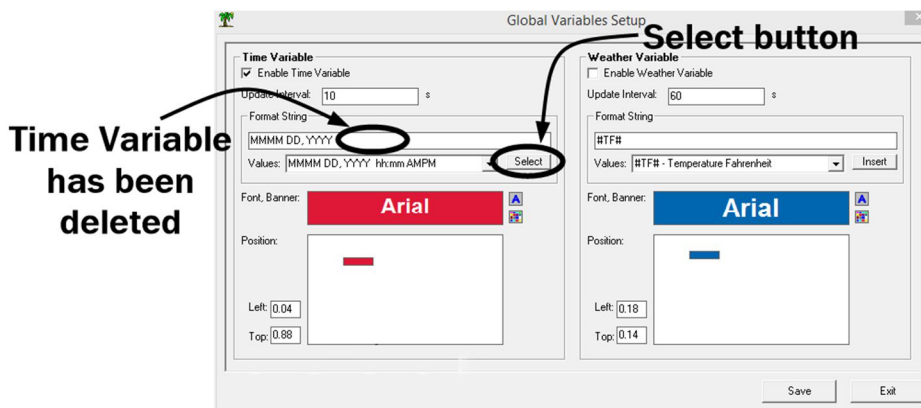 Global Variables Setup
Select button
Time Variable
Enable Time Variable
Update Interval: 10 s
Format String
MMMM DD, YYYY
Values: MMMM DD, YYYY hh:mm AMPM Select
Font, Banner: Arial A
Position:
Left: 0.04
Top: 0.88
Weather Variable
Enable Weather Variable
Update Interval: 60 s
Format String
#TF#
Values: #TF# - Temperature Fahrenheit Insert
Font, Banner: Arial A
Position:
Left: 0.18
Top: 0.14
Time Variable
has been
deleted
Save Exit